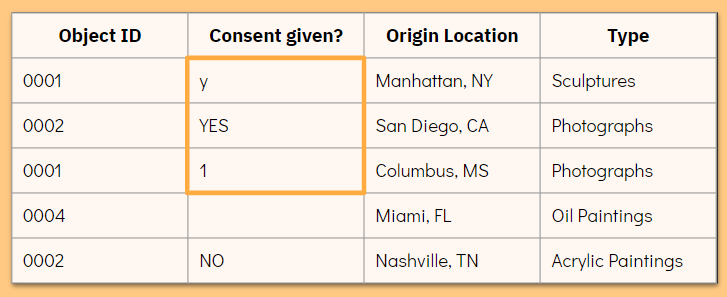 Object ID Consent given? Origin Location Type
0001 y Manhattan, NY Sculptures
0002 YES San Diego, CA Photographs
0001 1 Columbus, MS Photographs
0004 Miami, FL Oil Paintings
0002 NO Nashville, TN Acrylic Paintings